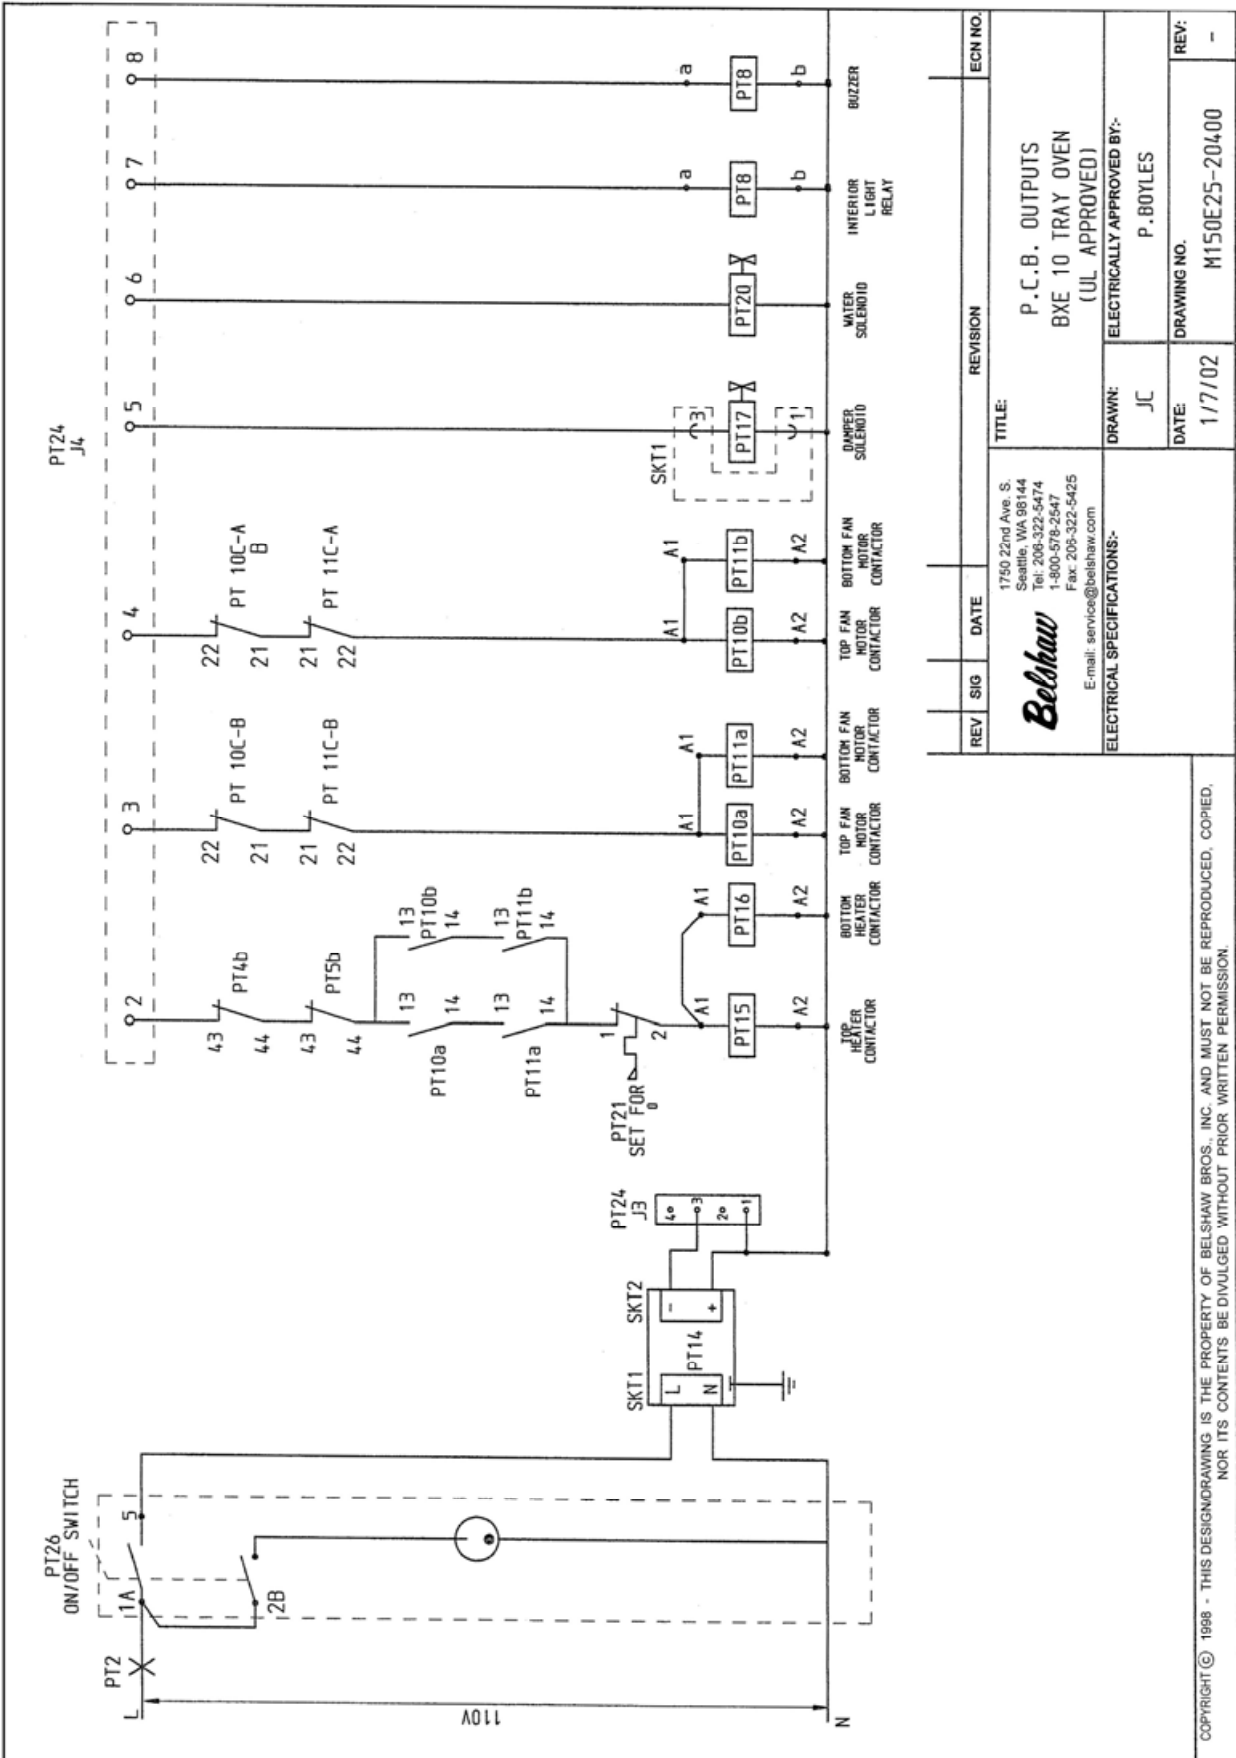 PT24
J4
2
3
4
5
6
7
8
43
PT4b
44
43
PT5b
44
13
PT10a
14
13
PT10b
14
13
PT11a
14
13
PT11b
14
1
PT21
SET FOR
0
2
22
PT 10C-B
21
21
PT 11C-B
22
22
PT 10C-A
B
21
21
PT 11C-A
22
A1
PT15
A2
A1
PT16
A2
A1
PT10a
A2
A1
PT11a
A2
A1
PT10b
A2
A1
PT11b
A2
SKT1
3
PT17
1
PT20
a
PT8
b
a
PT8
b
TOP
HEATER
CONTACTOR
BOTTOM
HEATER
CONTACTOR
TOP FAN
MOTOR
CONTACTOR
BOTTOM FAN
MOTOR
CONTACTOR
TOP FAN
MOTOR
CONTACTOR
BOTTOM FAN
MOTOR
CONTACTOR
DAMPER
SOLENOID
WATER
SOLENOID
INTERIOR
LIGHT
RELAY
BUZZER
PT26
ON/OFF SWITCH
PT2
L
1A
5
2B
110V
N
SKT1
L
N
PT14
SKT2
-
+
PT24
J3
4
3
2
1
REV
SIG
DATE
REVISION
ECN NO.
Belshaw
1750 22nd Ave. S.
Seattle, WA 98144
Tel: 206-322-5474
1-800-578-2547
Fax: 206-322-5425
E-mail: service@belshaw.com
TITLE:
P.C.B. OUTPUTS
BXE 10 TRAY OVEN
(UL APPROVED)
ELECTRICAL SPECIFICATIONS:-
DRAWN:
JC
ELECTRICALLY APPROVED BY:-
P.BOYLES
DATE:
1/7/02
DRAWING NO.
M150E25-20400
REV:
-
COPYRIGHT © 1998 - THIS DESIGN/DRAWING IS THE PROPERTY OF BELSHAW BROS., INC. AND MUST NOT BE REPRODUCED, COPIED,
NOR ITS CONTENTS BE DIVULGED WITHOUT PRIOR WRITTEN PERMISSION.